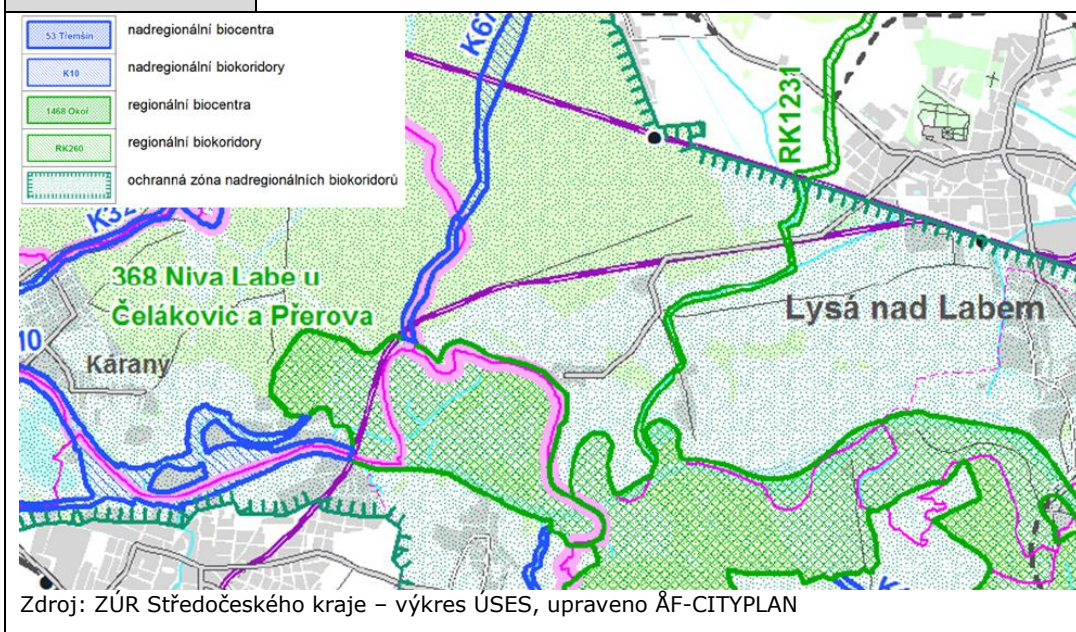 53 Třemšín
nadregionální biocentra
K10
nadregionální biokoridory
1468 Okoř
regionální biocentra
RK260
regionální biokoridory
ochranná zóna nadregionálních biokoridorů
K67
RK1231
K32
368 Niva Labe u
Čelákovic a Přerova
10
Kárany
Lysá nad Labem
Zdroj: ZÚR Středočeského kraje – výkres ÚSES, upraveno ÅF-CITYPLAN